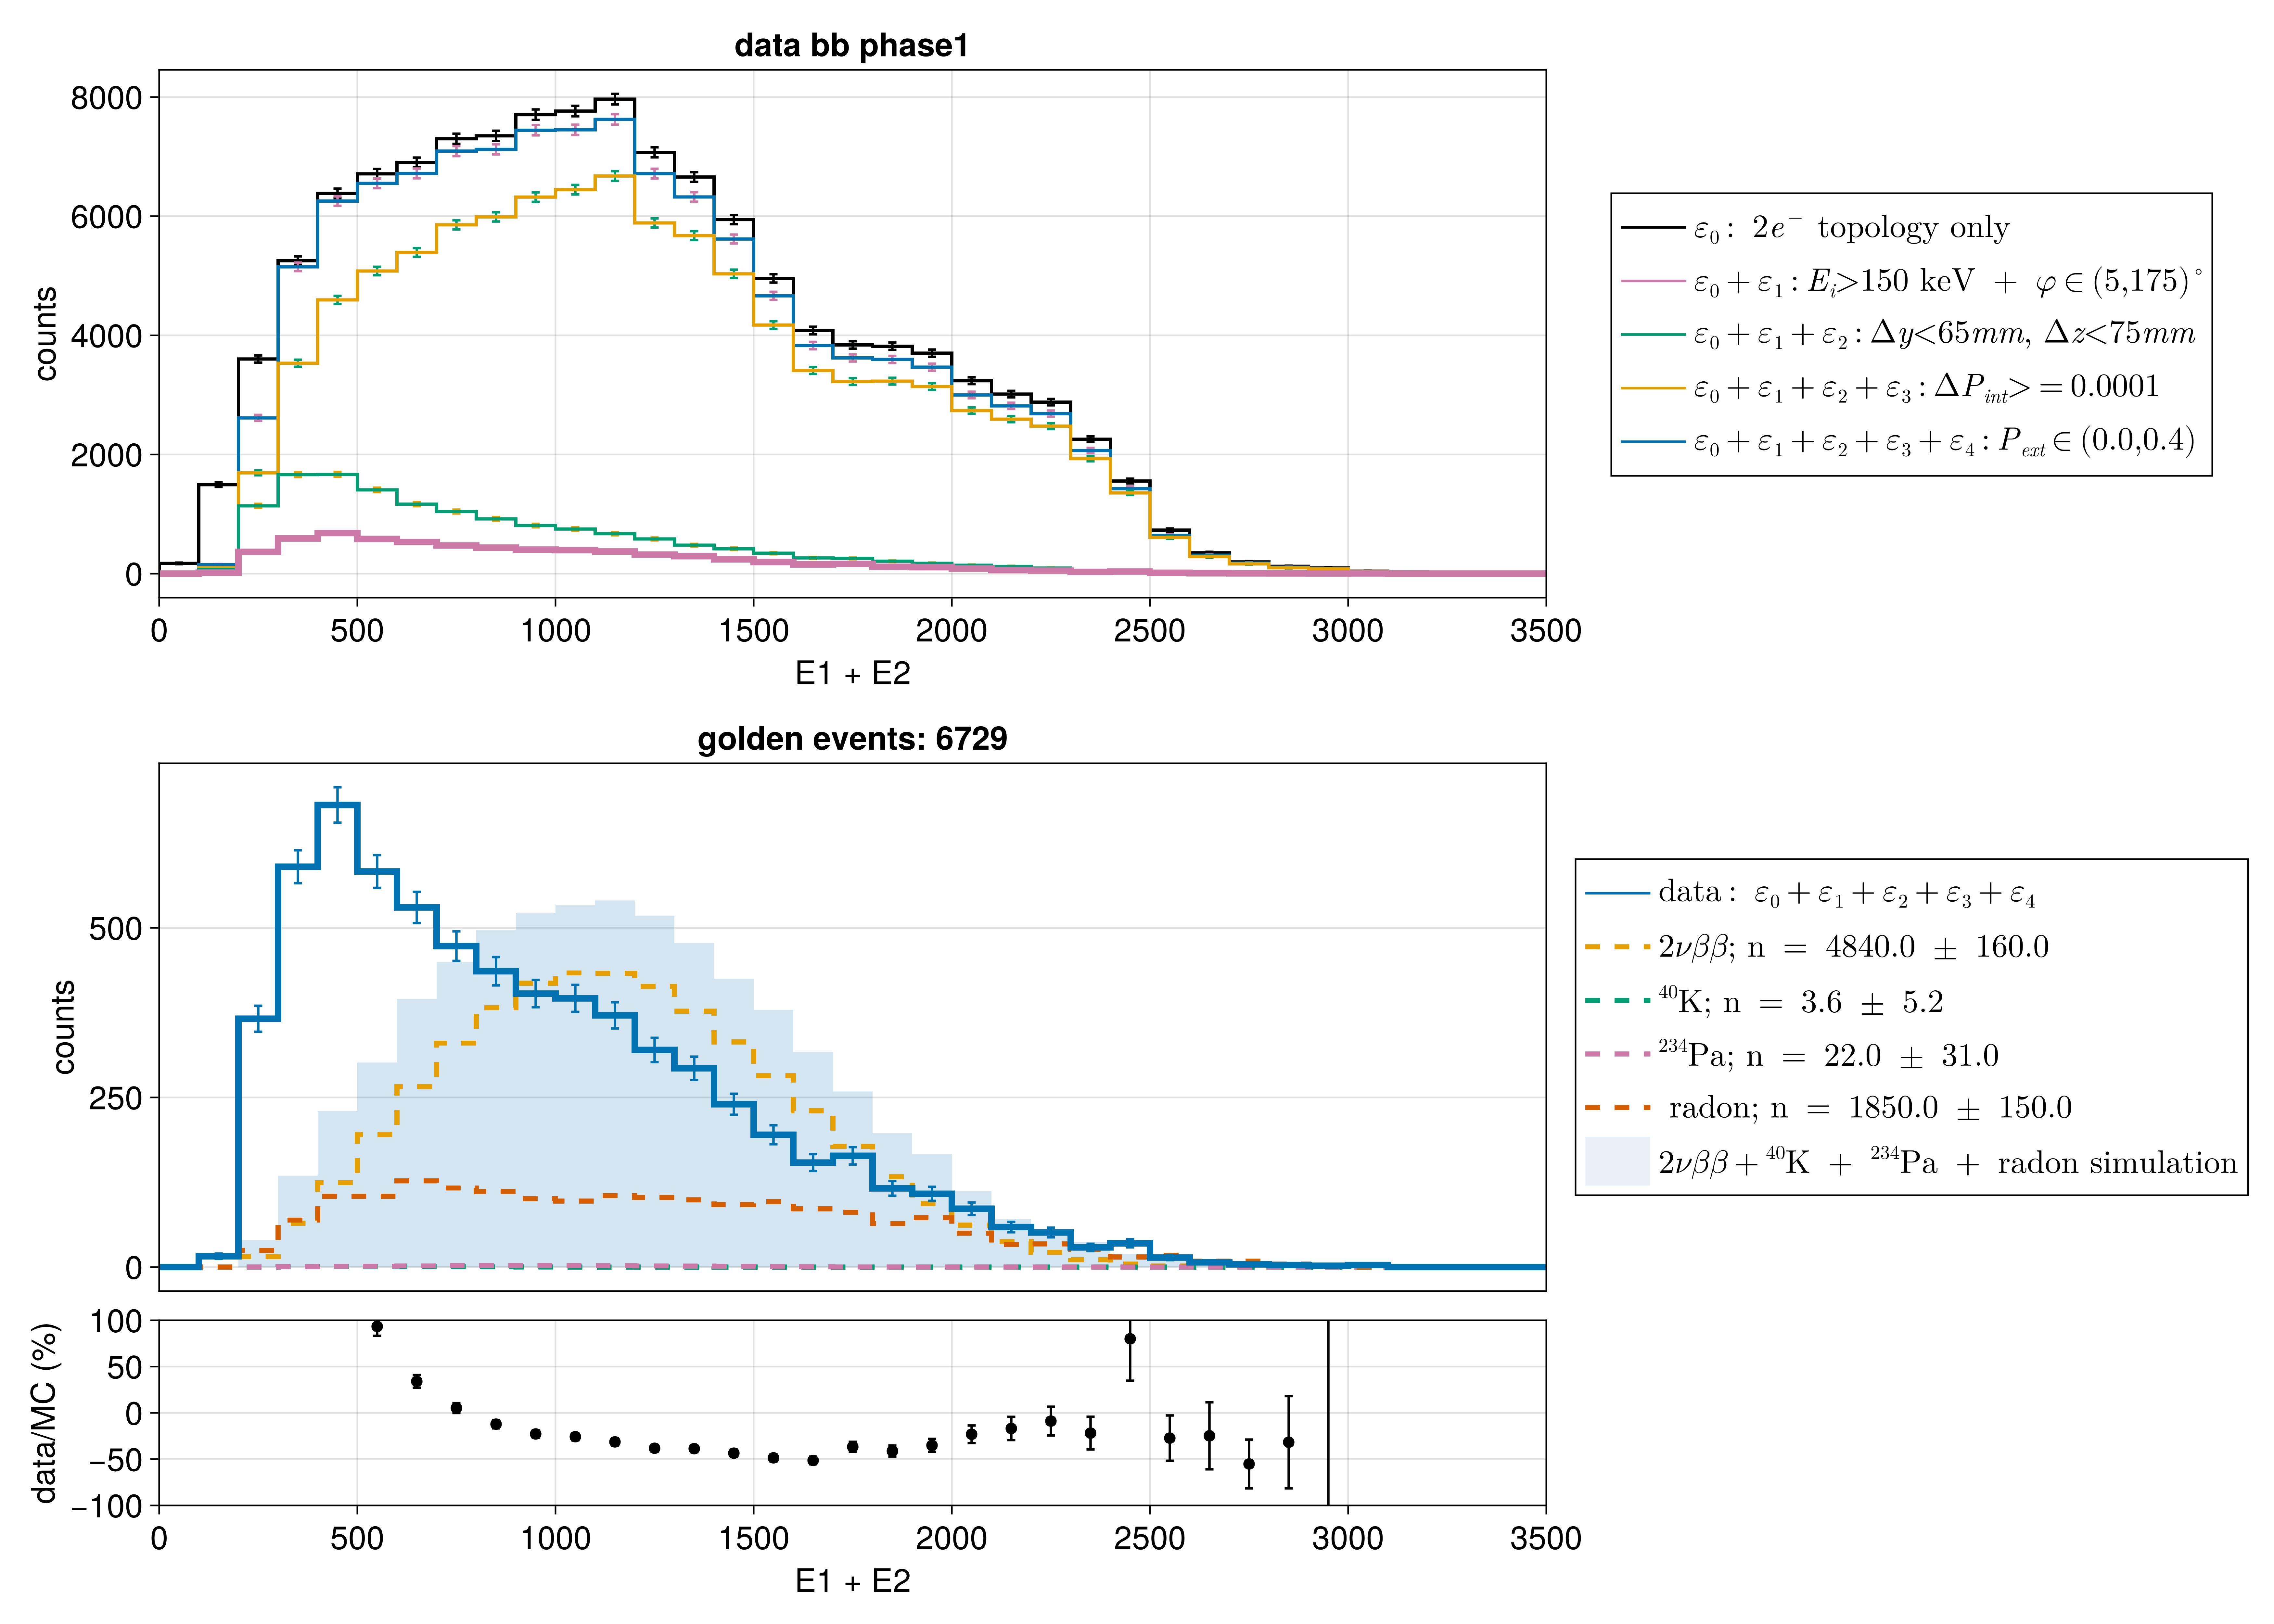 data bb phase1
8000
6000
4000
2000
0
counts
0 500 1000 1500 2000 2500 3000 3500
E1 + E2
ε₀: 2e⁻ topology only
ε₀ + ε₁ : Eᵢ>150 keV + φ ∈ (5,175)°
ε₀ + ε₁ + ε₂ : Δy<65mm, Δz<75mm
ε₀ + ε₁ + ε₂ + ε₃ : ΔP_int> = 0.0001
ε₀ + ε₁ + ε₂ + ε₃ + ε₄ : P_ext ∈ (0.0,0.4)
golden events: 6729
500
250
0
counts
data: ε₀ + ε₁ + ε₂ + ε₃ + ε₄
2νββ; n = 4840.0 ± 160.0
⁴⁰K; n = 3.6 ± 5.2
²³⁴Pa; n = 22.0 ± 31.0
radon; n = 1850.0 ± 150.0
2νββ + ⁴⁰K + ²³⁴Pa + radon simulation
100
50
0
−50
−100
data/MC (%)
0 500 1000 1500 2000 2500 3000 3500
E1 + E2